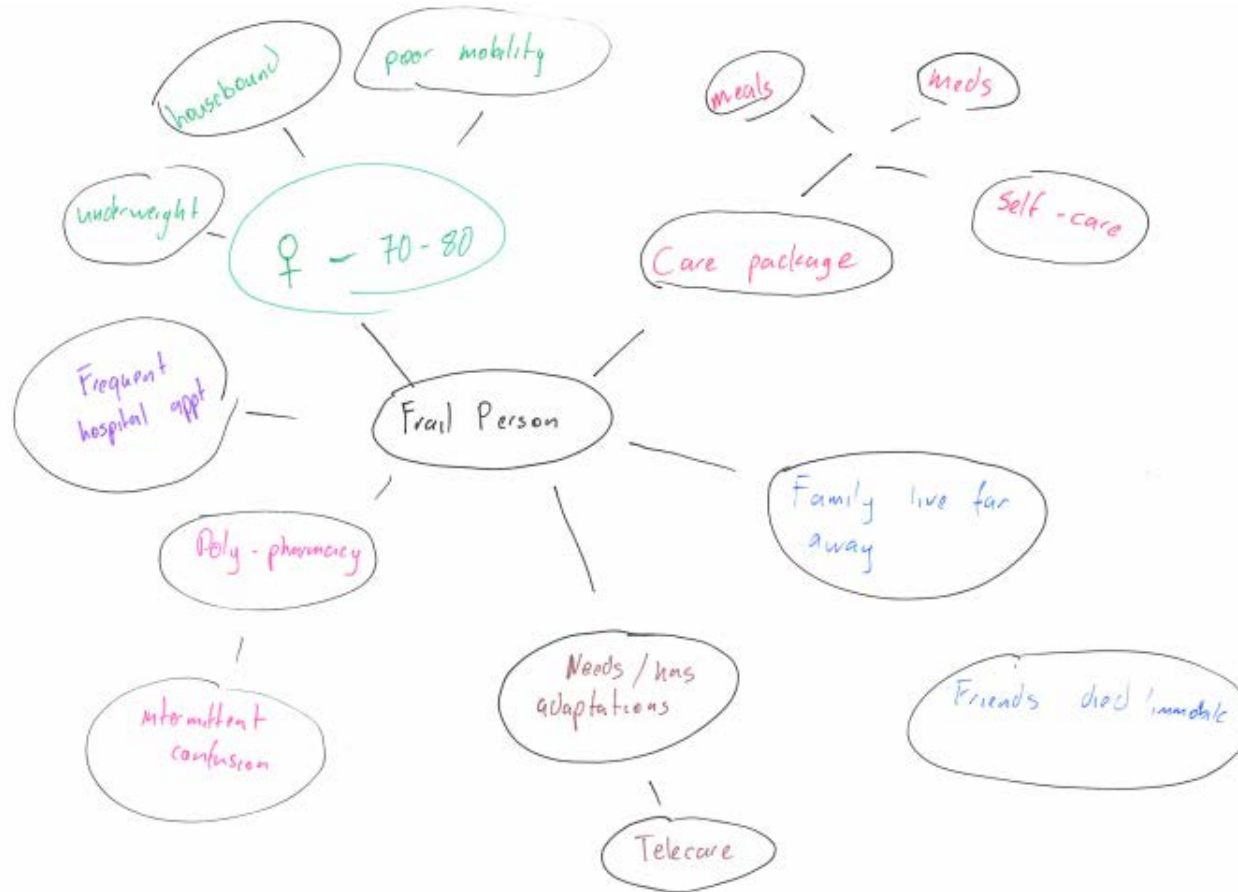 housebound
poor mobility
underweight
♀ - 70-80
meals
meds
Self-care
Care package
Frequent
hospital appt
Frail Person
Family live far
away
Poly-pharmacy
Intermittent
confusion
Needs/has
adaptations
Telecare
Friends died/immobile